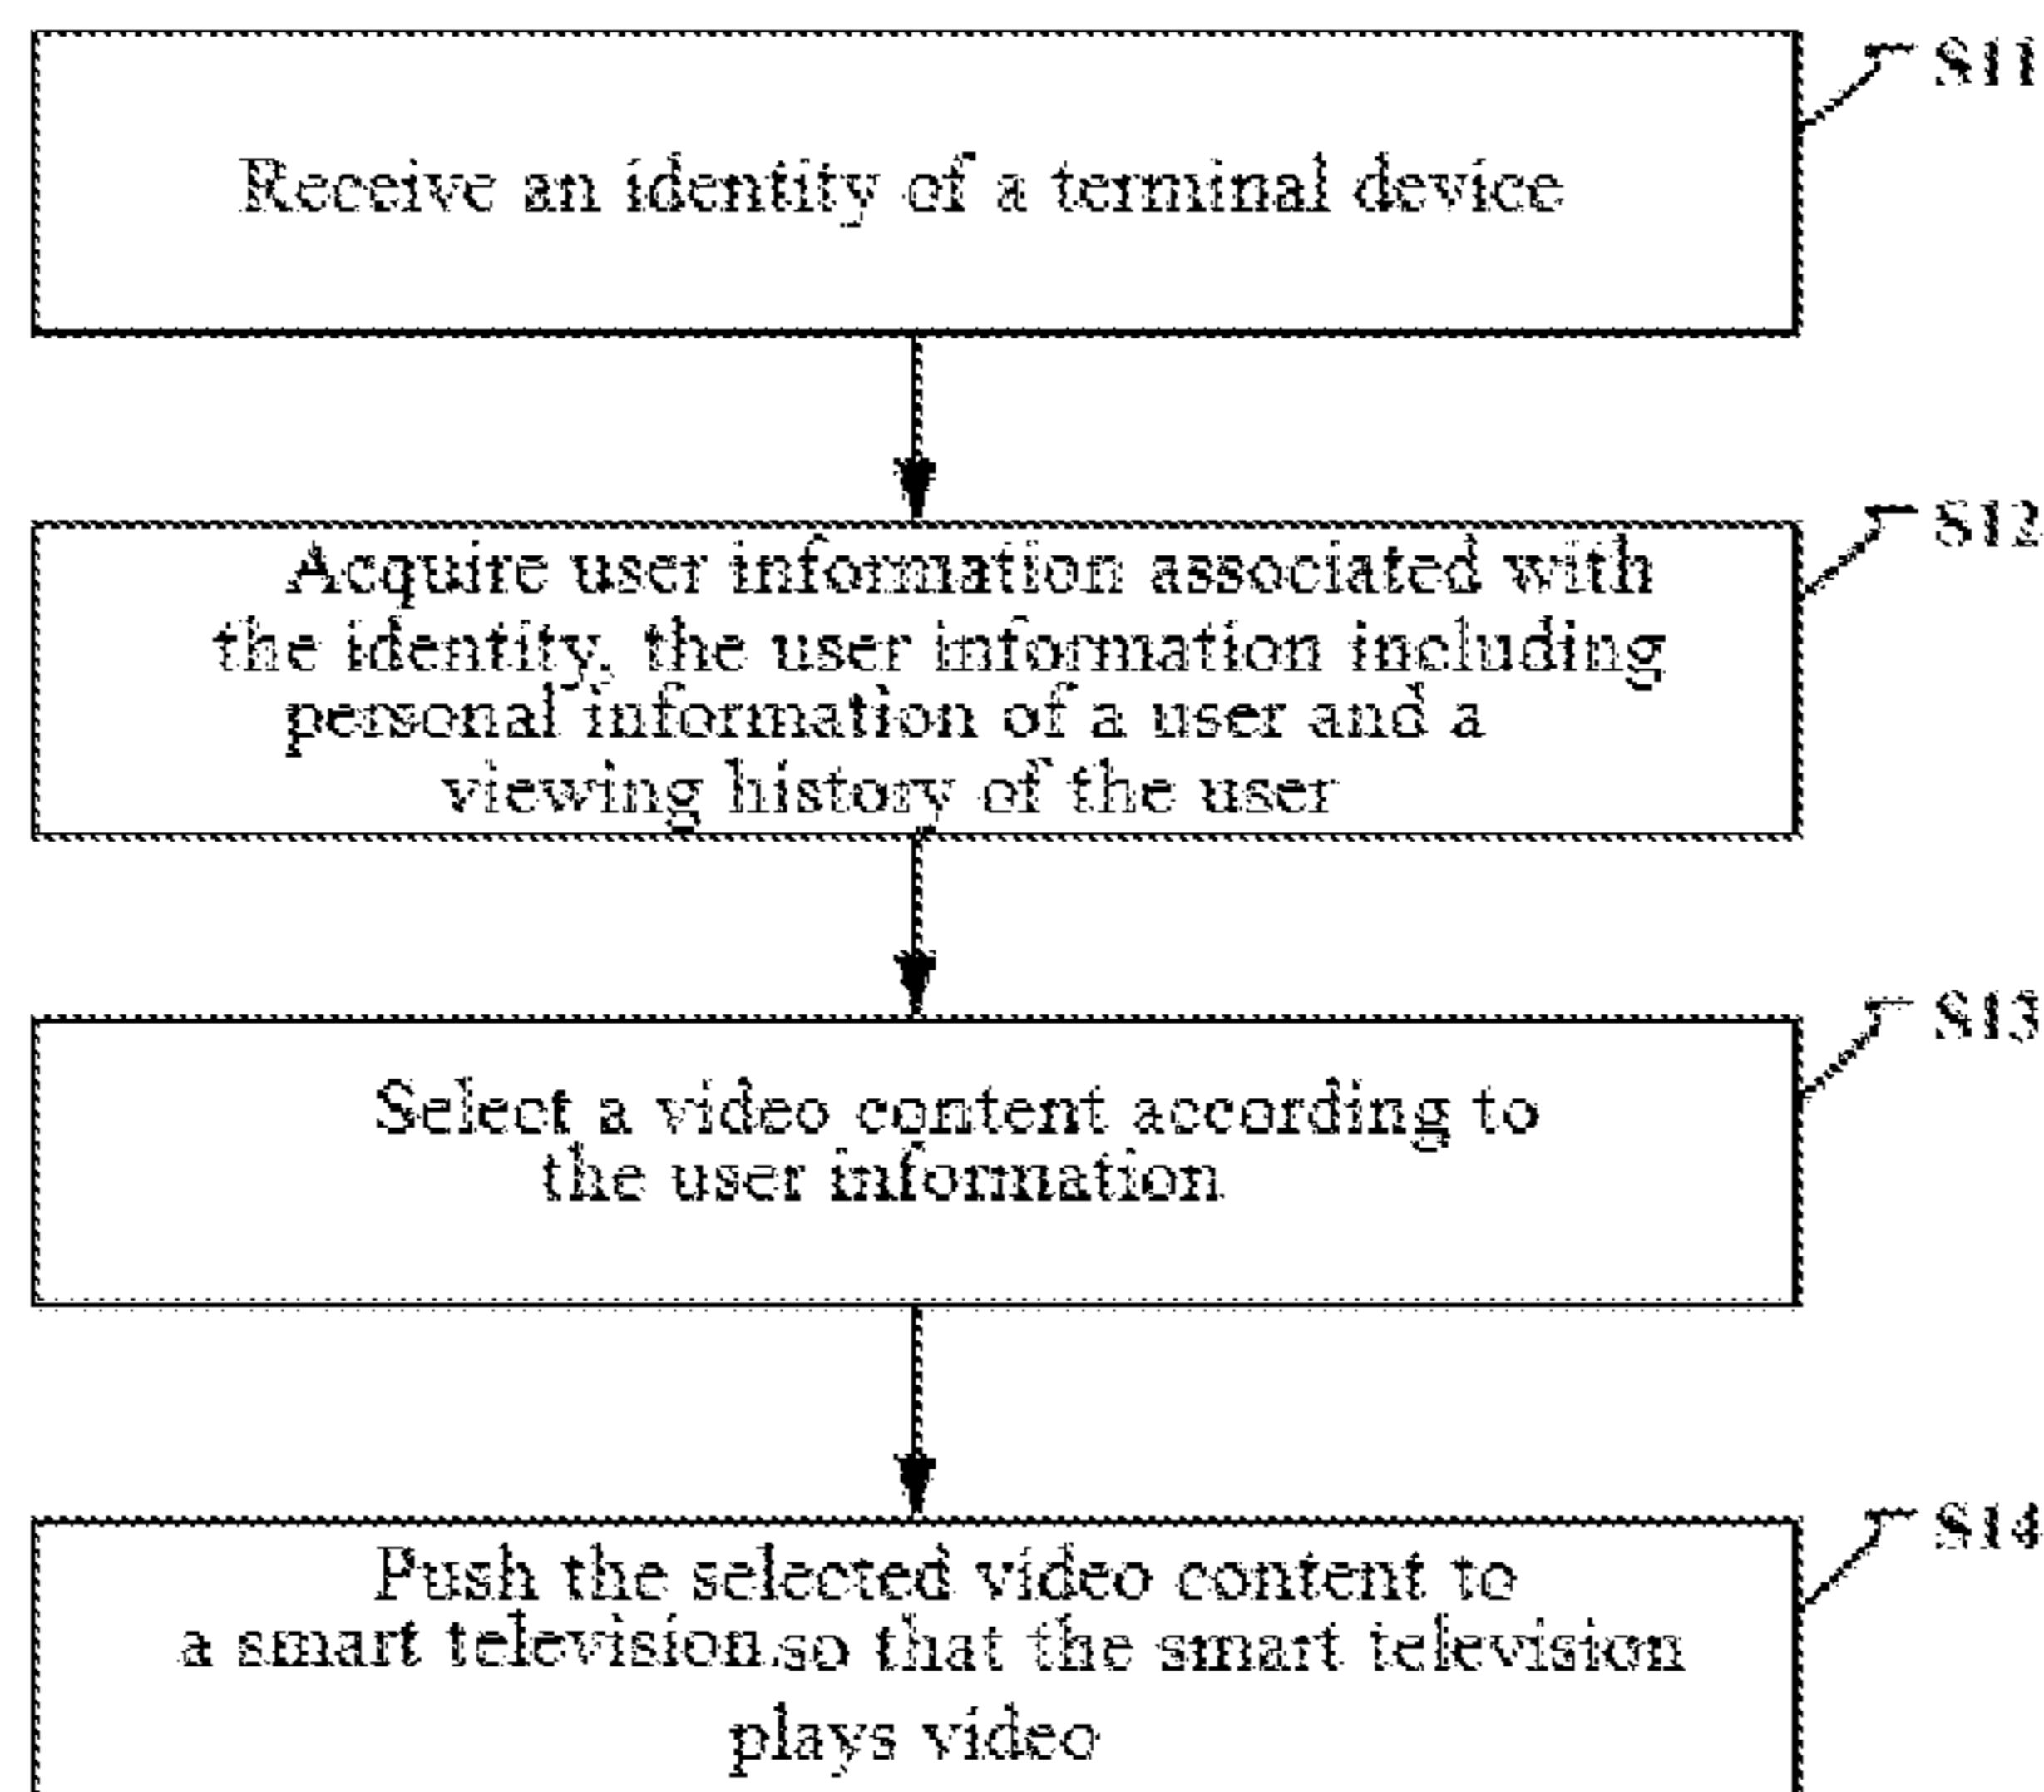 S11
Receive an identity of a terminal device
S12
Acquire user information associated with
the identity, the user information including
personal information of a user and a
viewing history of the user
S13
Select a video content according to
the user information
S14
Push the selected video content to
a smart television,so that the smart television
plays video